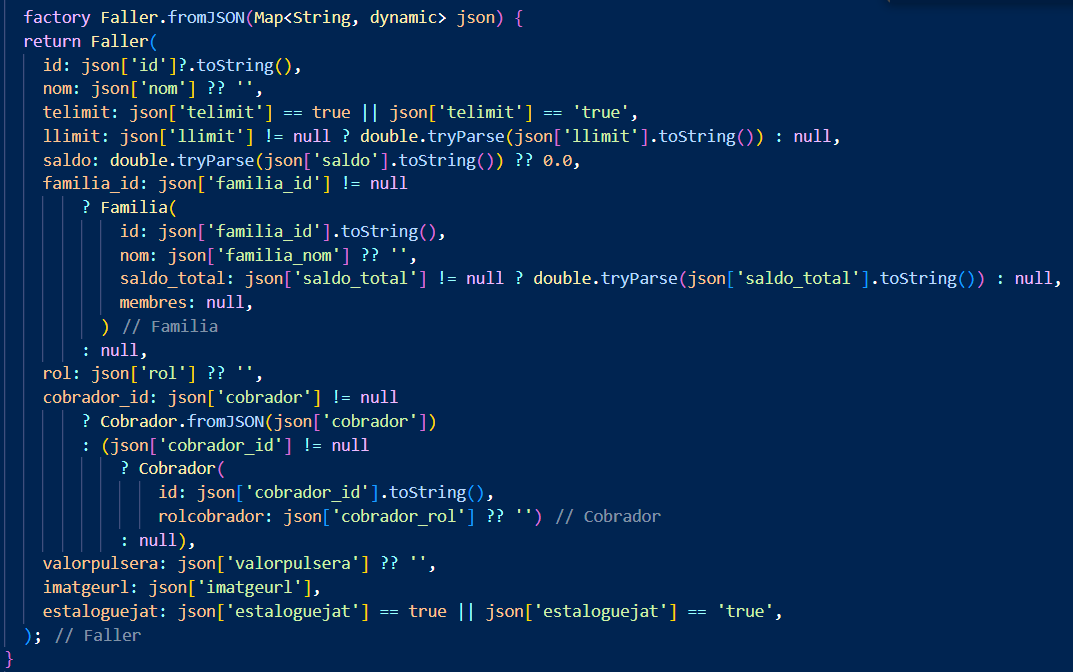 factory Faller.fromJSON(Map<String, dynamic> json) {
return Faller(
id: json['id']?.toString(),
nom: json['nom'] ?? '',
telimit: json['telimit'] == true || json['telimit'] == 'true',
llimit: json['llimit'] != null ? double.tryParse(json['llimit'].toString()) : null,
saldo: double.tryParse(json['saldo'].toString()) ?? 0.0,
familia_id: json['familia_id'] != null
? Familia(
id: json['familia_id'].toString(),
nom: json['familia_nom'] ?? '',
saldo_total: json['saldo_total'] != null ? double.tryParse(json['saldo_total'].toString()) : null,
membres: null,
) // Familia
: null,
rol: json['rol'] ?? '',
cobrador_id: json['cobrador'] != null
? Cobrador.fromJSON(json['cobrador'])
: (json['cobrador_id'] != null
? Cobrador(
id: json['cobrador_id'].toString(),
rolcobrador: json['cobrador_rol'] ?? '') // Cobrador
: null),
valorpulsera: json['valorpulsera'] ?? '',
imatgeurl: json['imatgeurl'],
estaloguejat: json['estaloguejat'] == true || json['estaloguejat'] == 'true',
); // Faller
}